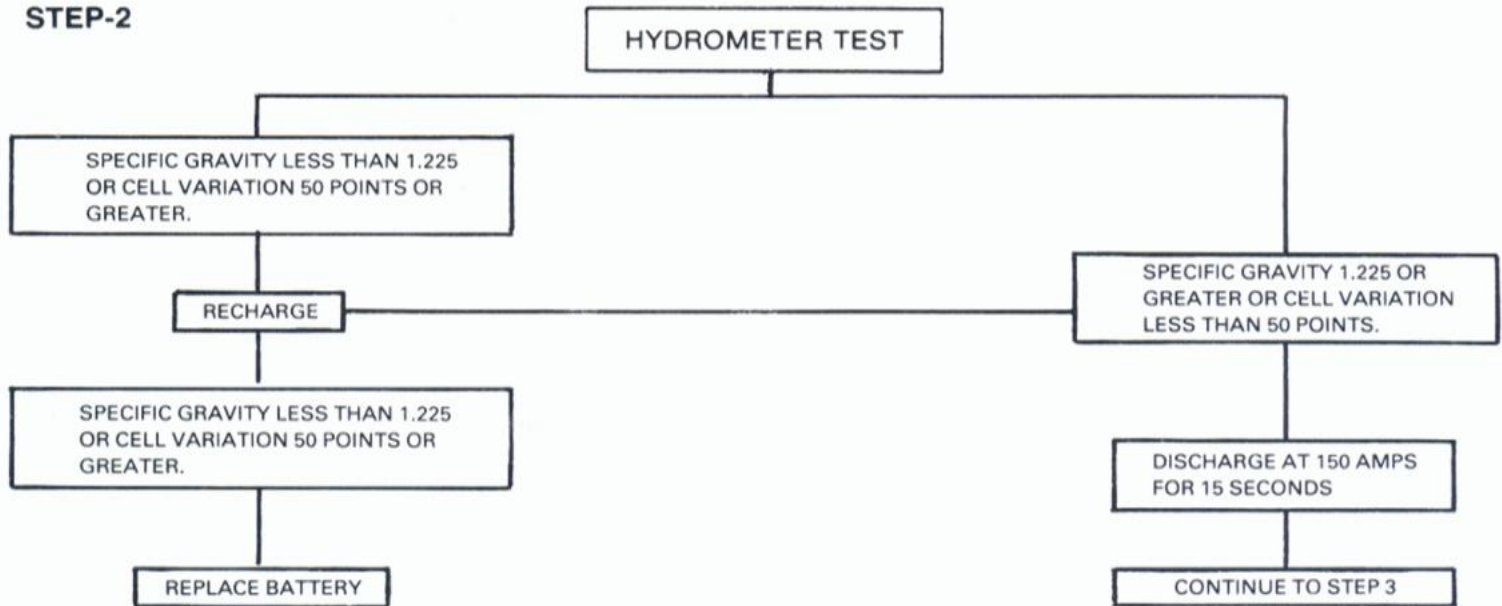 STEP-2
HYDROMETER TEST
SPECIFIC GRAVITY LESS THAN 1.225
OR CELL VARIATION 50 POINTS OR
GREATER.
RECHARGE
SPECIFIC GRAVITY 1.225 OR
GREATER OR CELL VARIATION
LESS THAN 50 POINTS.
SPECIFIC GRAVITY LESS THAN 1.225
OR CELL VARIATION 50 POINTS OR
GREATER.
DISCHARGE AT 150 AMPS
FOR 15 SECONDS
REPLACE BATTERY
CONTINUE TO STEP 3